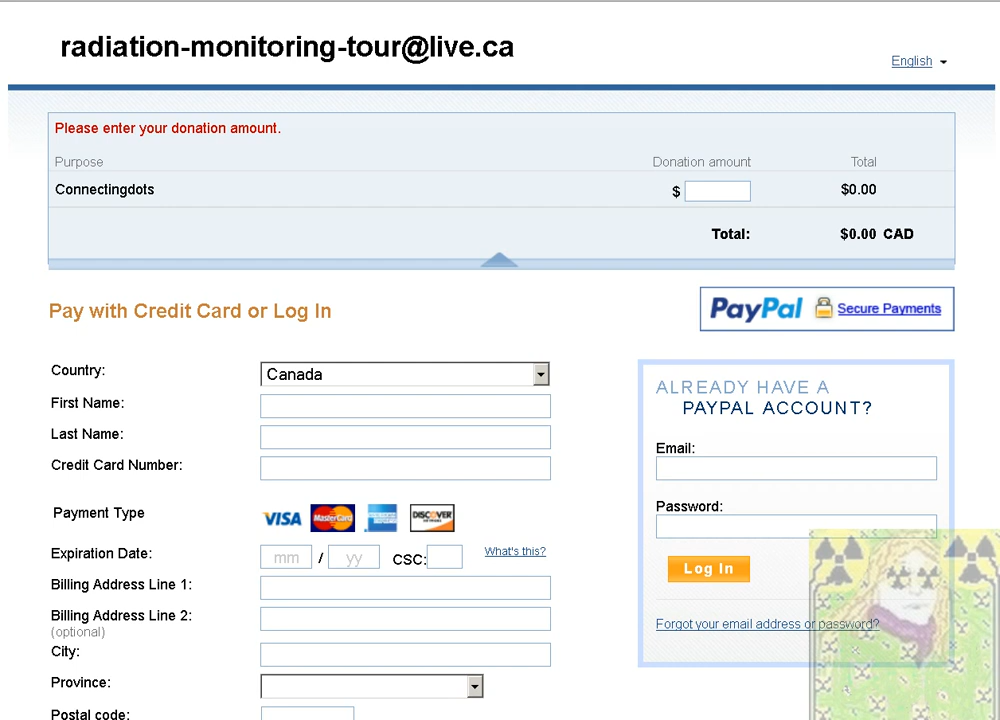 radiation-monitoring-tour@live.ca
English
Please enter your donation amount.
Purpose Donation amount Total
Connectingdots $ $0.00
Total: $0.00 CAD
Pay with Credit Card or Log In
PayPal Secure Payments
Country: Canada
First Name:
Last Name:
Credit Card Number:
Payment Type VISA MasterCard AMERICAN EXPRESS DISCOVER
Expiration Date: mm / yy CSC: What's this?
Billing Address Line 1:
Billing Address Line 2:
(optional)
City:
Province:
Postal code:
ALREADY HAVE A
PAYPAL ACCOUNT?
Email:
Password:
Log In
Forgot your email address or password?